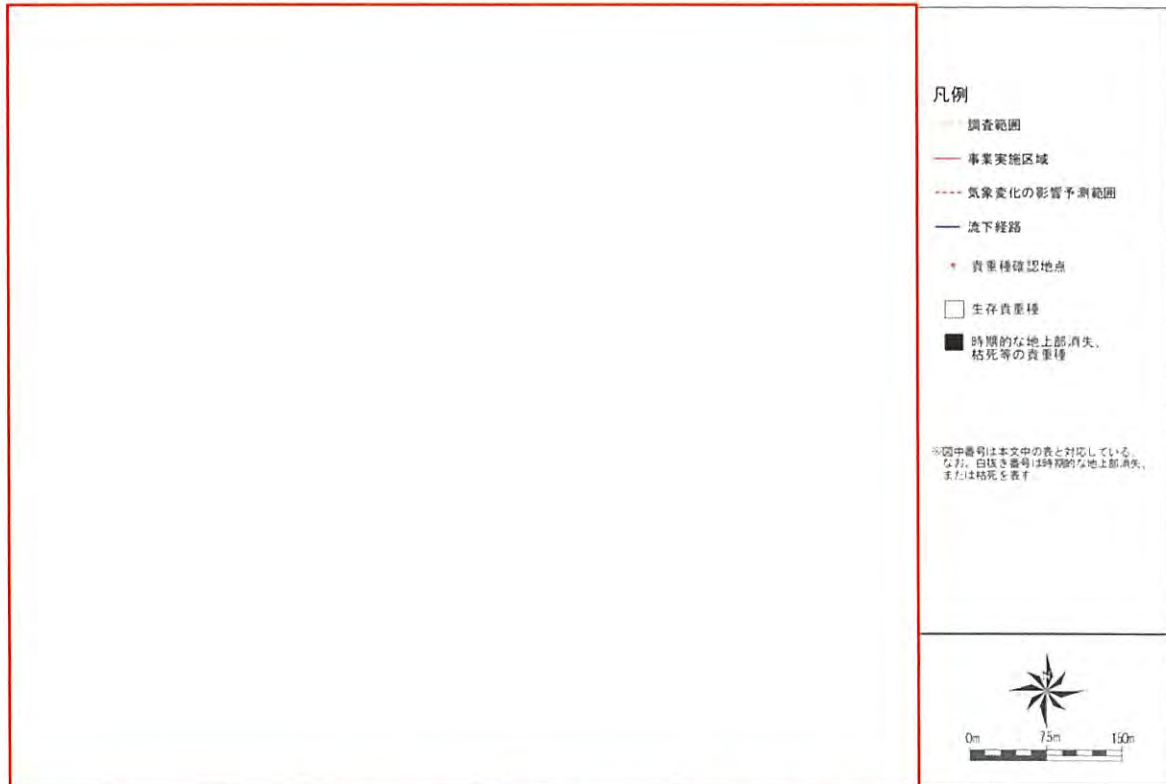 凡例
調査範囲
事業実施区域
気象変化の影響予測範囲
流下経路
貴重種確認地点
生存貴重種
時期的な地上部消失、
枯死等の貴重種
※図中番号は本文中の表と対応している。
なお、白抜き番号は時期的な地上部消失、
または枯死を表す
N
0m 75m 150m